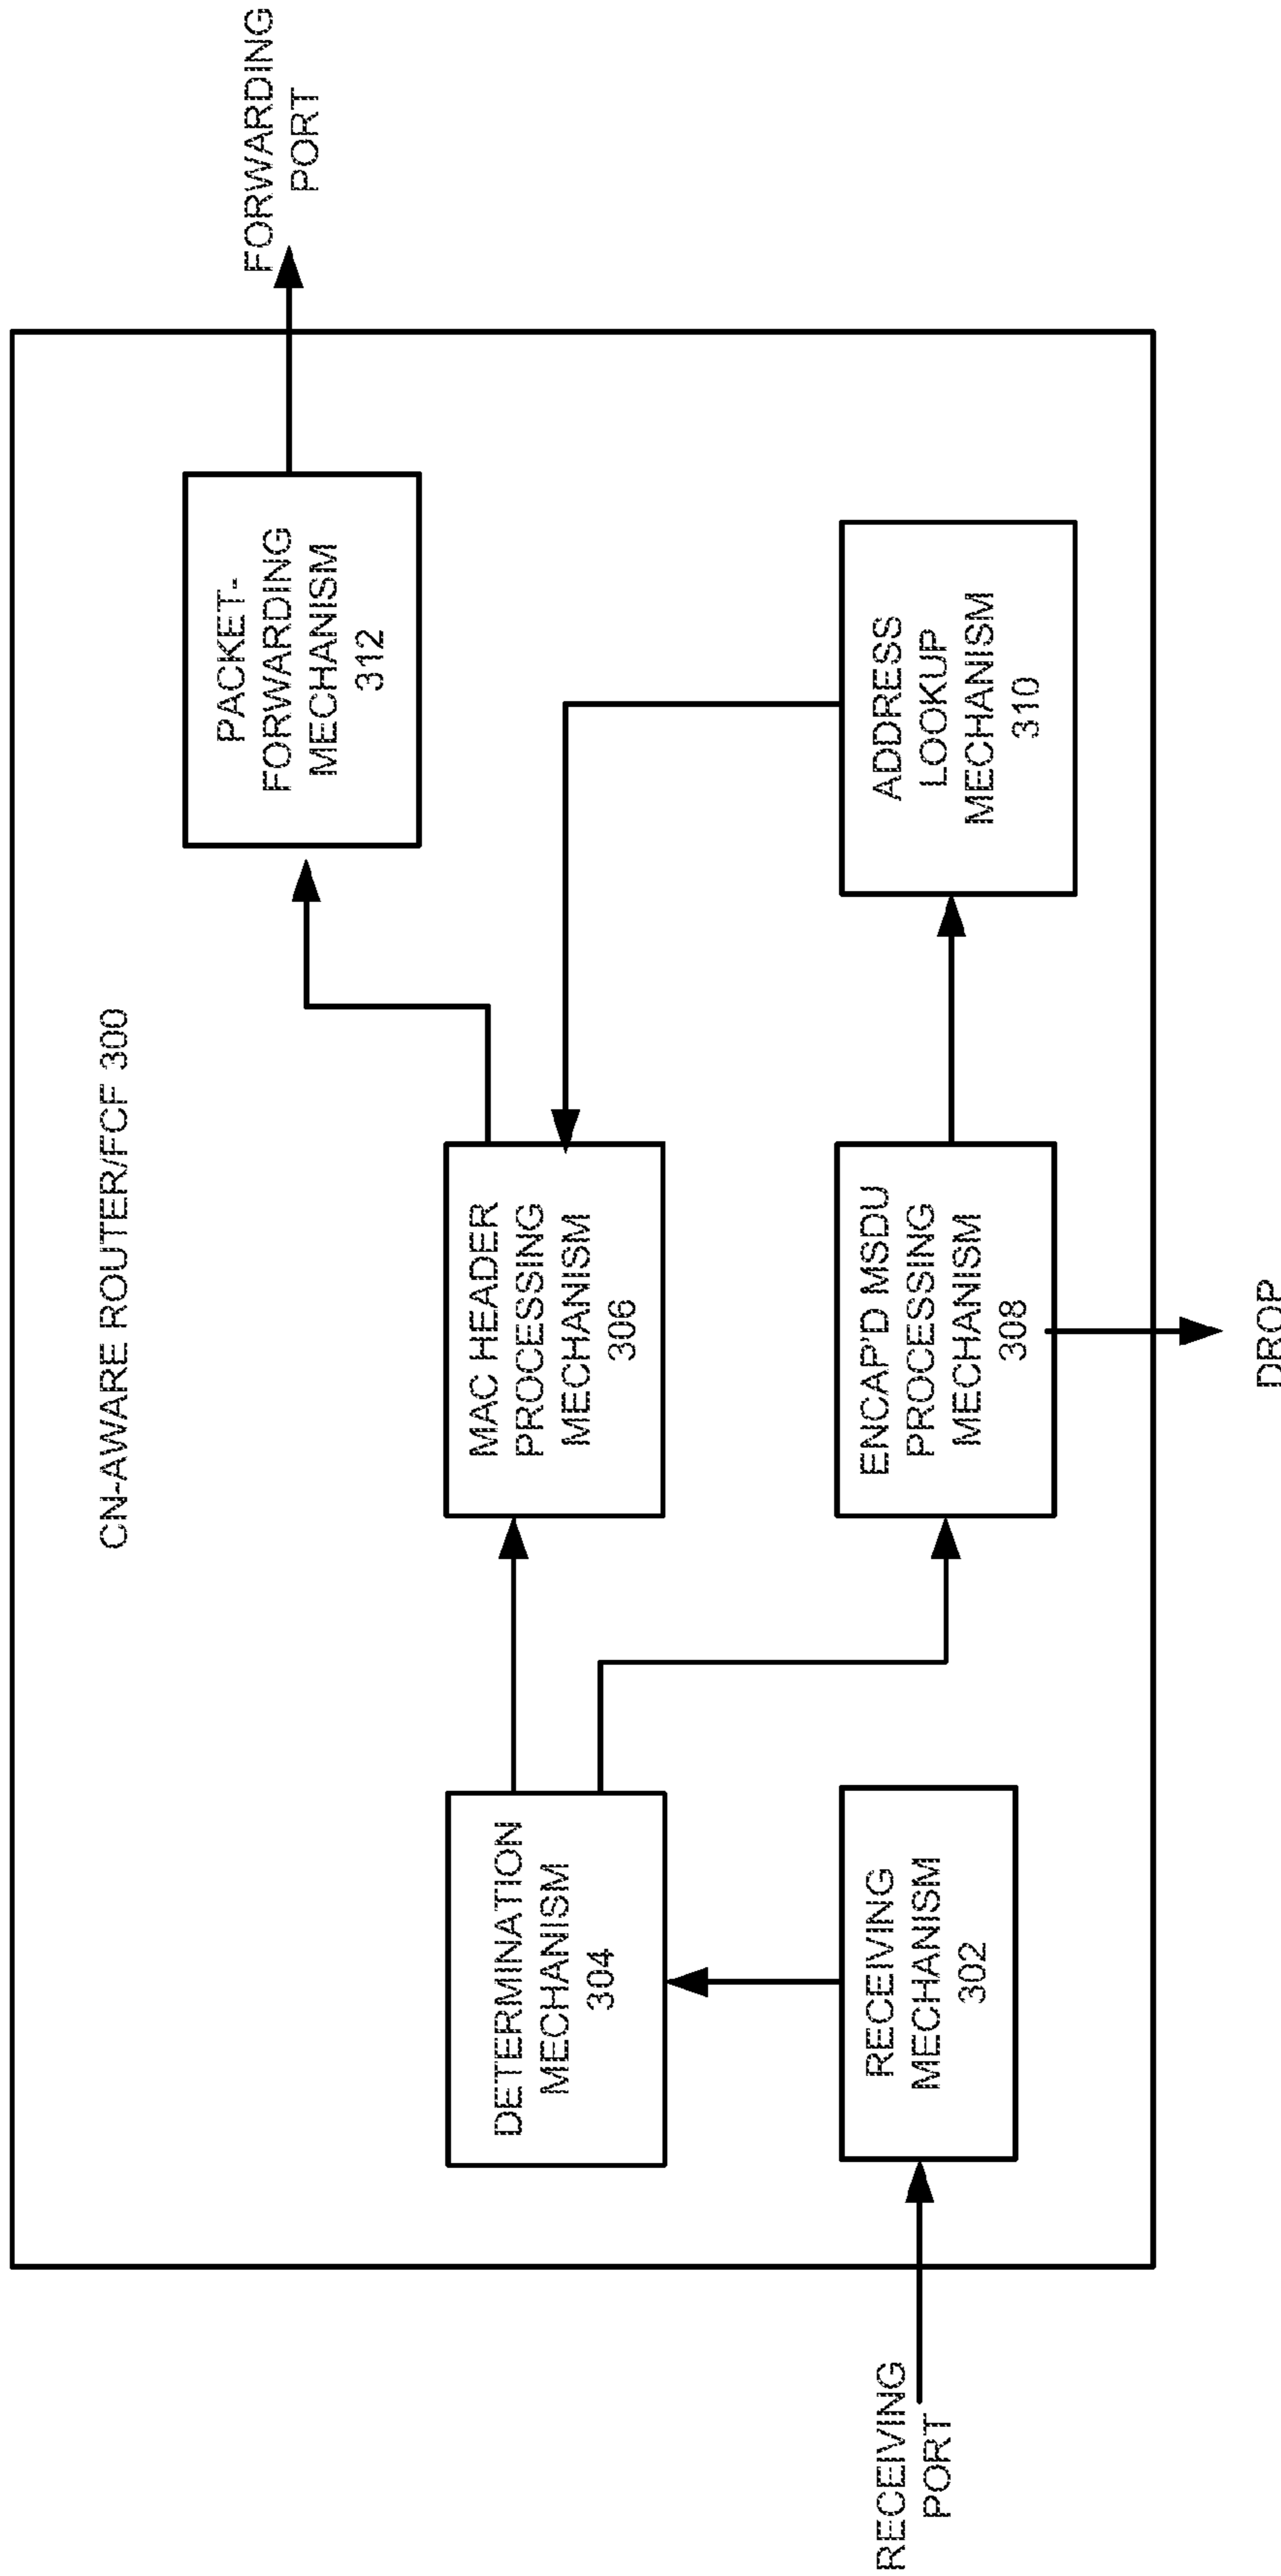 CN-AWARE ROUTER/FCF 300
FORWARDING
PORT
PACKET-
FORWARDING
MECHANISM
312
DETERMINATION
MECHANISM
304
MAC HEADER
PROCESSING
MECHANISM
306
RECEIVING
PORT
RECEIVING
MECHANISM
302
ENCAP'D MSDU
PROCESSING
MECHANISM
308
ADDRESS
LOOKUP
MECHANISM
310
DROP